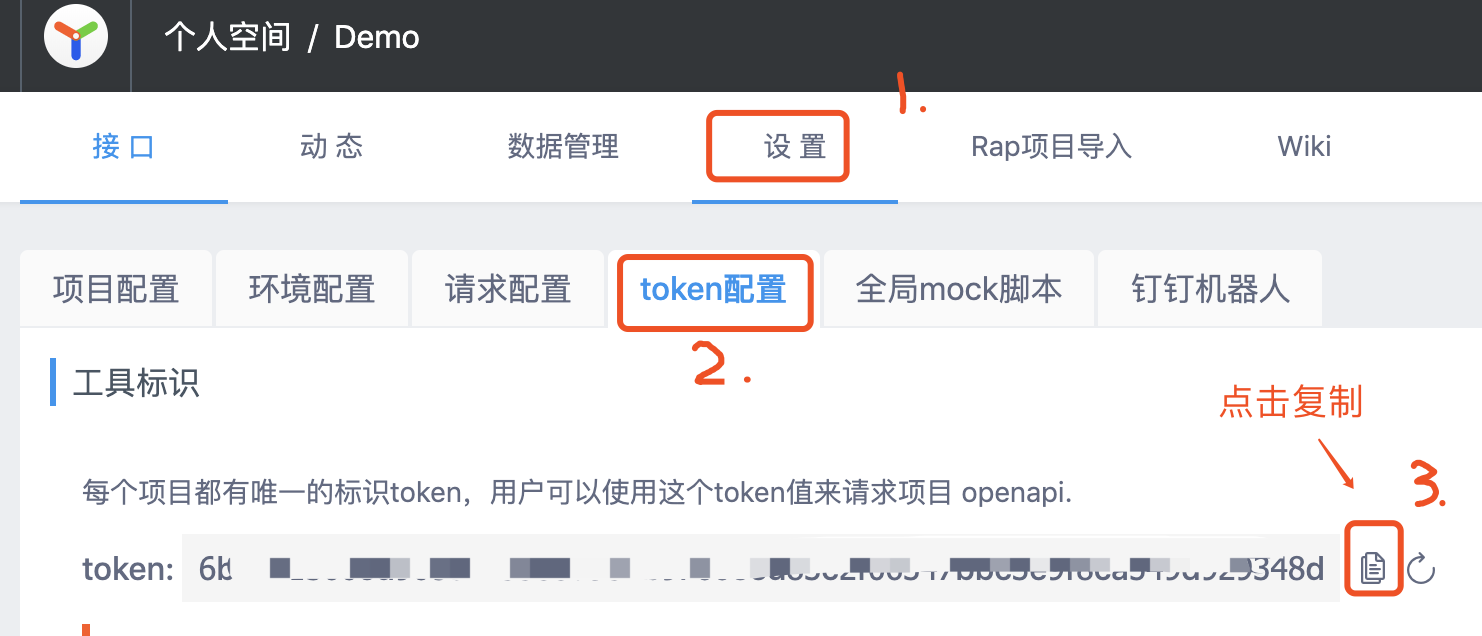 个人空间 / Demo
1.
接口 动态 数据管理 设置 Rap项目导入 Wiki
项目配置 环境配置 请求配置 token配置 全局mock脚本 钉钉机器人
2.
工具标识
点击复制
3.
每个项目都有唯一的标识token，用户可以使用这个token值来请求项目 openapi.
token: